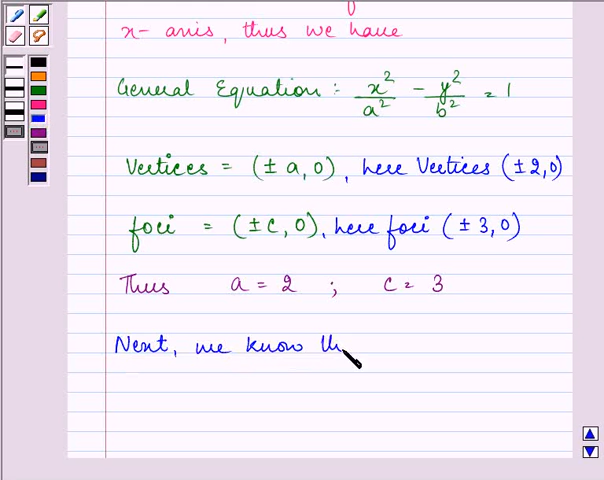 x-axis, thus we have
General Equation :- x²/a² - y²/b² = 1
Vertices = (± a, 0), here Vertices (± 2, 0)
foci = (± c, 0), here foci (± 3, 0)
Thus a = 2 ; c = 3
Next, we know th